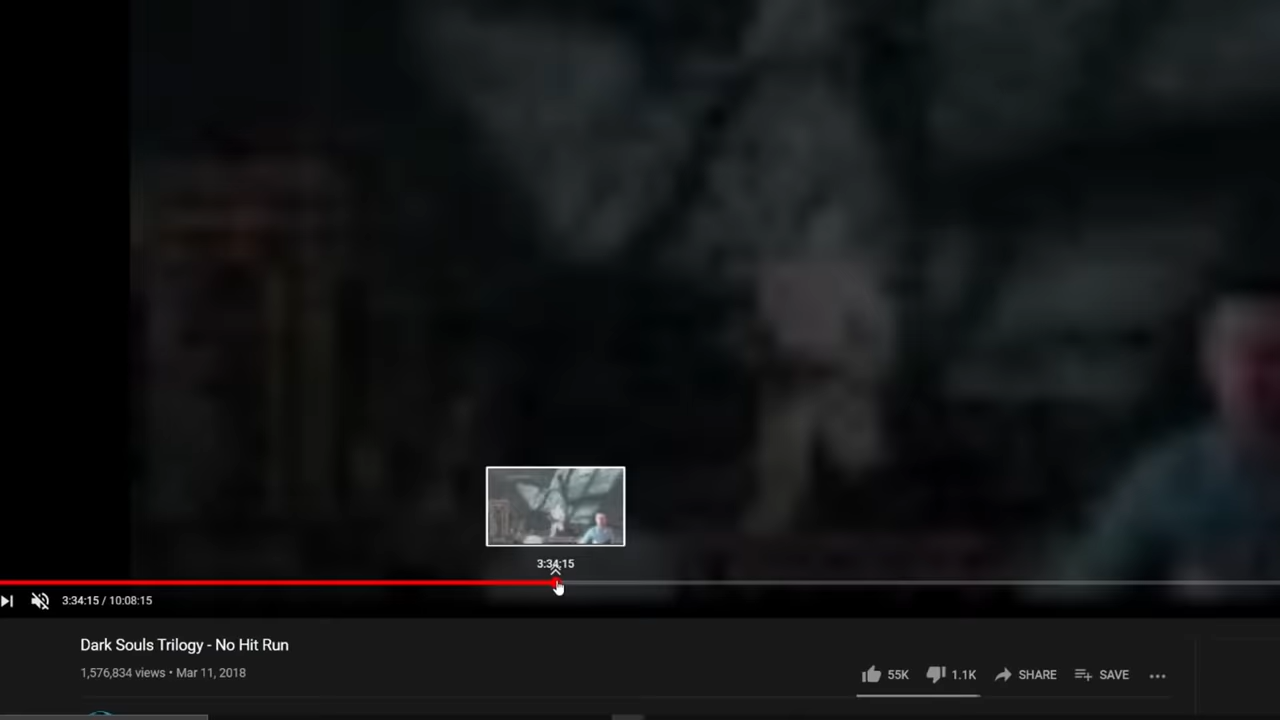 3:34:15
3:34:15 / 10:08:15
Dark Souls Trilogy - No Hit Run
1,576,834 views • Mar 11, 2018
55K 1.1K SHARE SAVE